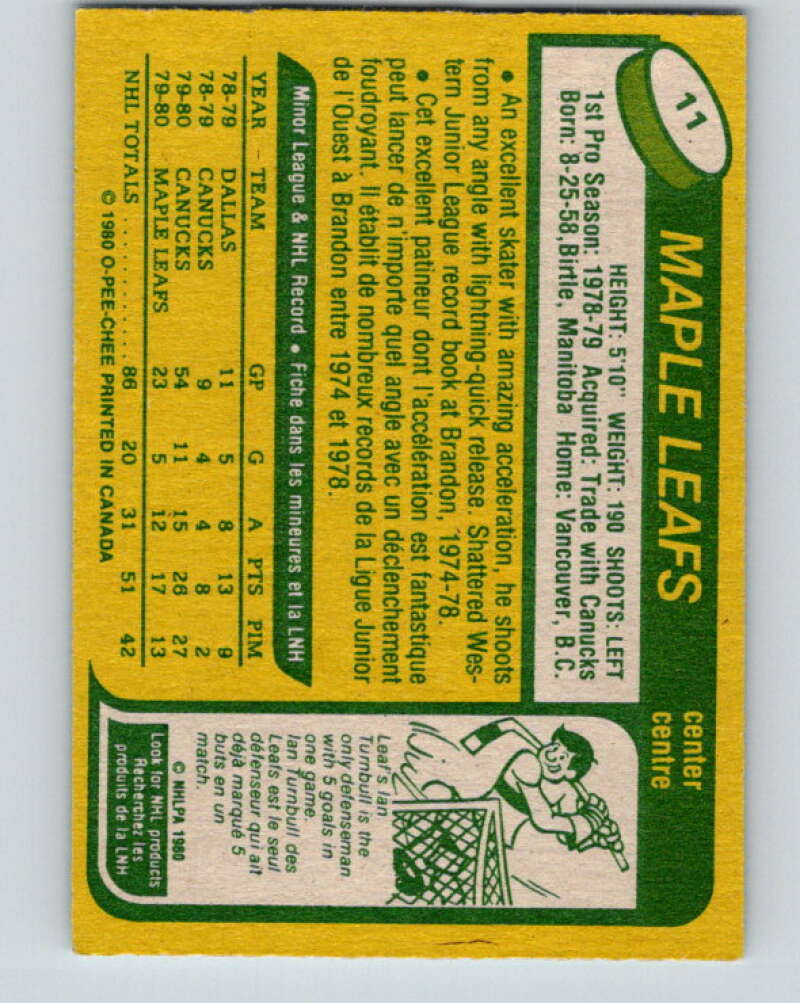 11
MAPLE LEAFS
center
centre
HEIGHT: 5'10" WEIGHT: 190 SHOOTS: LEFT
1st Pro Season: 1978-79 Acquired: Trade with Canucks
Born: 8-25-58, Birtle, Manitoba Home: Vancouver, B.C.
• An excellent skater with amazing acceleration, he shoots
from any angle with lightning-quick release. Shattered Wes-
tern Junior League record book at Brandon, 1974-78.
• Cet excellent patineur dont l'accélération est fantastique
peut lancer de n'importe quel angle avec un déclenchement
foudroyant. Il établit de nombreux records de la Ligue Junior
de l'Ouest à Brandon entre 1974 et 1978.
Minor League & NHL Record • Fiche dans les mineures et la LNH
YEAR TEAM GP G A PTS PIM
78-79 DALLAS 11 5 8 13 9
78-79 CANUCKS 9 4 4 8 2
79-80 CANUCKS 54 11 15 26 27
79-80 MAPLE LEAFS 23 5 12 17 13
NHL TOTALS ........... 86 20 31 51 42
© 1980 O-PEE-CHEE PRINTED IN CANADA
Leafs Ian
Turnbull is the
only defenseman
with 5 goals in
one game.
Ian Turnbull des
Leafs est le seul
défenseur qui ait
déjà marqué 5
buts en un
match.
© NHLPA 1980
Look for NHL products
Recherchez les
produits de la LNH